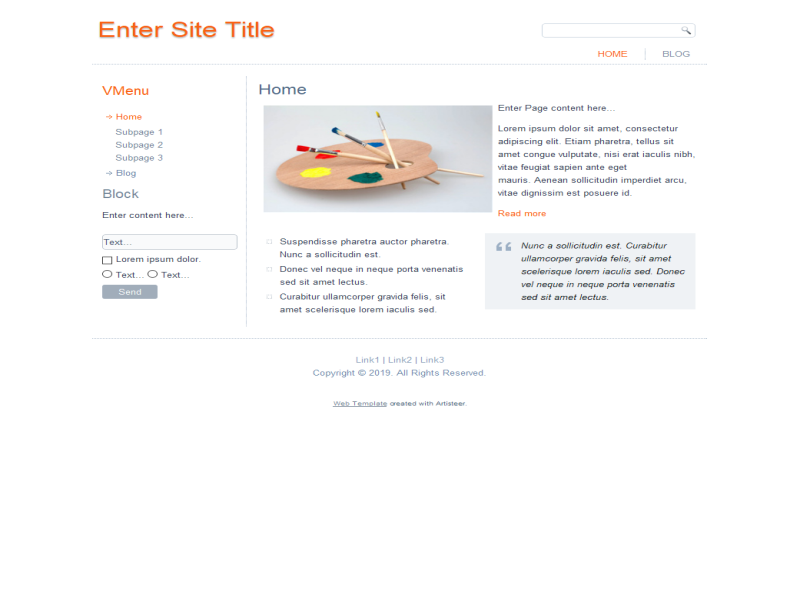 Enter Site Title
HOME
BLOG
VMenu
Home
Subpage 1
Subpage 2
Subpage 3
Blog
Block
Enter content here...
Text...
Lorem ipsum dolor.
Text... Text...
Send
Home
Enter Page content here...
Lorem ipsum dolor sit amet, consectetur
adipiscing elit. Etiam pharetra, tellus sit
amet congue vulputate, nisi erat iaculis nibh,
vitae feugiat sapien ante eget
mauris. Aenean sollicitudin imperdiet arcu,
vitae dignissim est posuere id.
Read more
Suspendisse pharetra auctor pharetra.
Nunc a sollicitudin est.
Donec vel neque in neque porta venenatis
sed sit amet lectus.
Curabitur ullamcorper gravida felis, sit
amet scelerisque lorem iaculis sed.
Nunc a sollicitudin est. Curabitur
ullamcorper gravida felis, sit amet
scelerisque lorem iaculis sed. Donec
vel neque in neque porta venenatis
sed sit amet lectus.
Link1 | Link2 | Link3
Copyright © 2019. All Rights Reserved.
Web Template created with Artisteer.